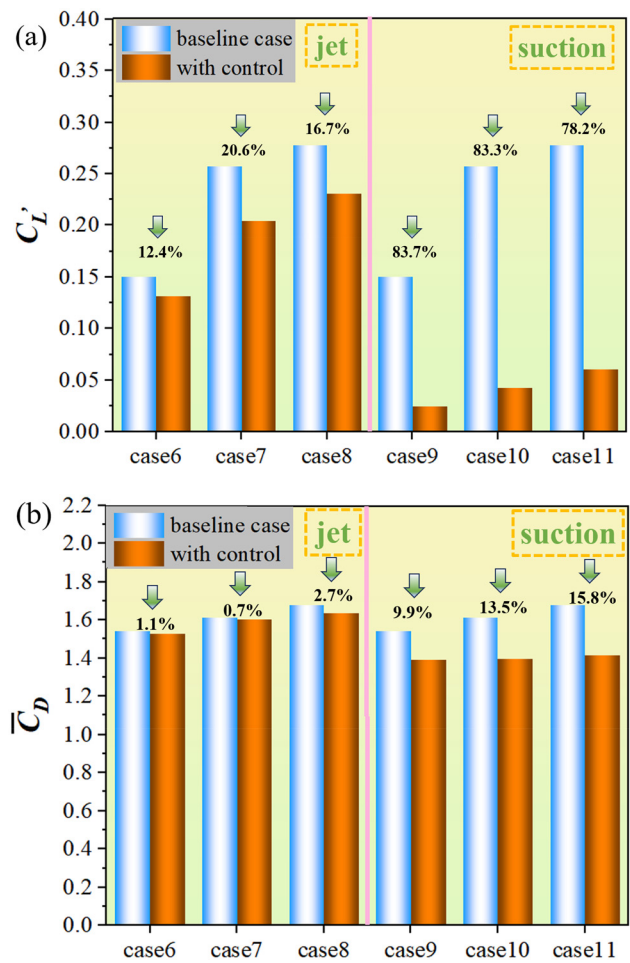 (a)
baseline case
with control
jet
suction
0.40
0.35
0.30
0.25
0.20
0.15
0.10
0.05
0.00
C_L'
12.4%
20.6%
16.7%
83.7%
83.3%
78.2%
case6 case7 case8 case9 case10 case11
(b)
baseline case
with control
jet
suction
2.2
2.0
1.8
1.6
1.4
1.2
1.0
0.8
0.6
0.4
0.2
0.0
C̅_D
1.1%
0.7%
2.7%
9.9%
13.5%
15.8%
case6 case7 case8 case9 case10 case11